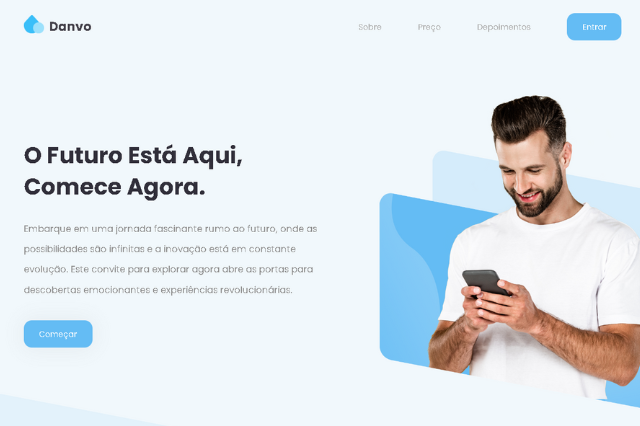 Danvo
Sobre
Preço
Depoimentos
Entrar
O Futuro Está Aqui,
Comece Agora.
Embarque em uma jornada fascinante rumo ao futuro, onde as
possibilidades são infinitas e a inovação está em constante
evolução. Este convite para explorar agora abre as portas para
descobertas emocionantes e experiências revolucionárias.
Começar